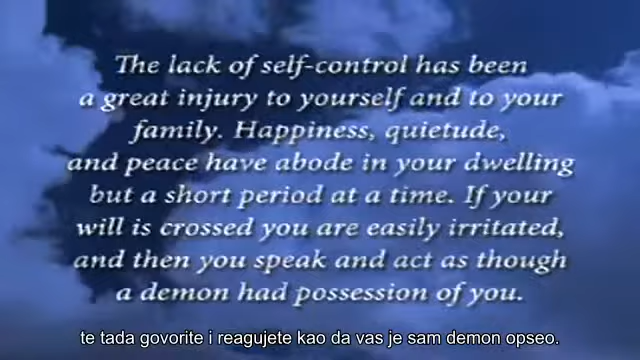 The lack of self-control has been
a great injury to yourself and to your
family. Happiness, quietude,
and peace have abode in your dwelling
but a short period at a time. If your
will is crossed you are easily irritated,
and then you speak and act as though
a demon had possession of you.
te tada govorite i reagujete kao da vas je sam demon opseo.